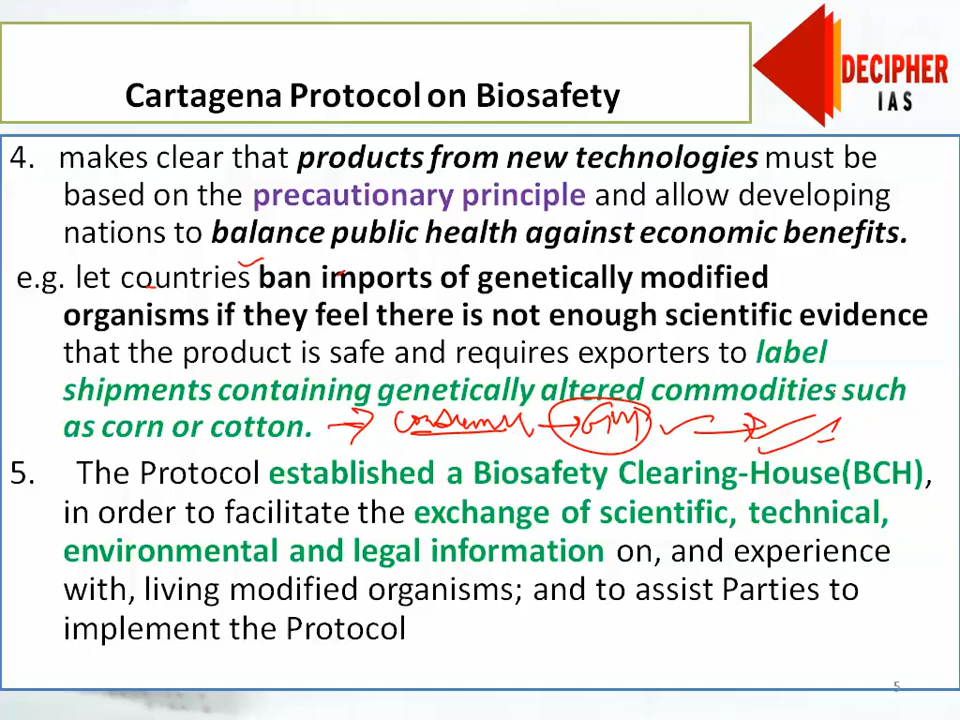 DECIPHER
IAS
Cartagena Protocol on Biosafety
4. makes clear that products from new technologies must be
based on the precautionary principle and allow developing
nations to balance public health against economic benefits.
e.g. let countries ban imports of genetically modified
organisms if they feel there is not enough scientific evidence
that the product is safe and requires exporters to label
shipments containing genetically altered commodities such
as corn or cotton. → consumer →
5. The Protocol established a Biosafety Clearing-House(BCH),
in order to facilitate the exchange of scientific, technical,
environmental and legal information on, and experience
with, living modified organisms; and to assist Parties to
implement the Protocol
5